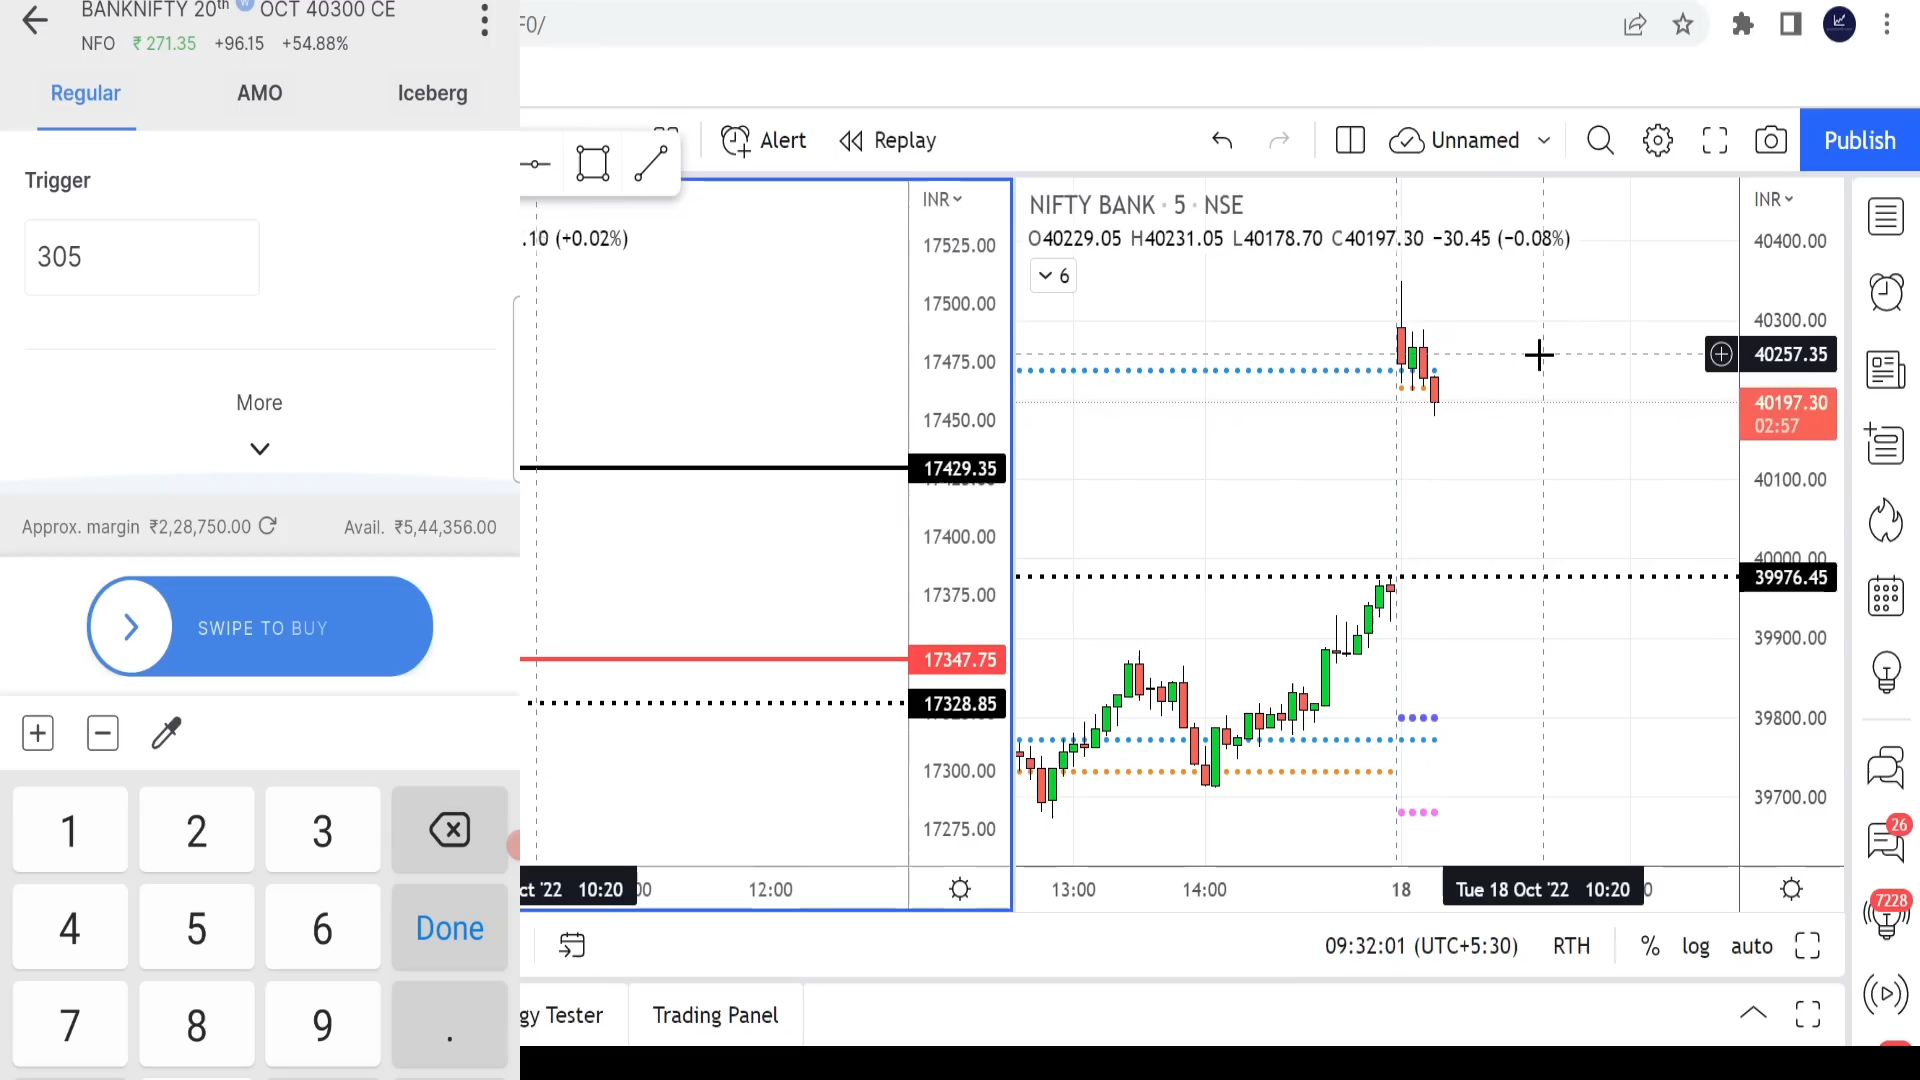 BANKNIFTY 20th W OCT 40300 CE
NFO ₹ 271.35 +96.15 +54.88%
Regular AMO Iceberg
Trigger
305
More
Approx. margin ₹2,28,750.00 Avail. ₹5,44,356.00
SWIPE TO BUY
1 2 3
4 5 6 Done
7 8 9 .
F0/
Alert Replay Unnamed Publish
.10 (+0.02%)
INR
17525.00
17500.00
17475.00
17450.00
17429.35
17400.00
17375.00
17347.75
17328.85
17300.00
17275.00
ct '22 10:20 00 12:00
NIFTY BANK · 5 · NSE
O40229.05 H40231.05 L40178.70 C40197.30 −30.45 (−0.08%)
6
INR
40400.00
40300.00
40257.35
40197.30
02:57
40100.00
40000.00
39976.45
39900.00
39800.00
39700.00
13:00 14:00 18 Tue 18 Oct '22 10:20 0
09:32:01 (UTC+5:30) RTH % log auto
gy Tester Trading Panel
26
7228